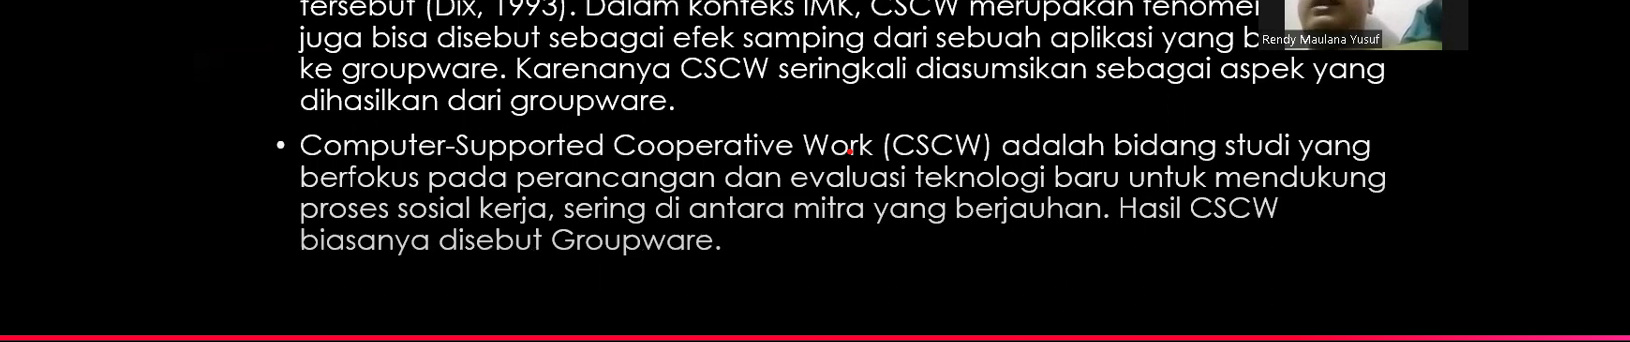 tersebut (Dix, 1993). Dalam konteks IMK, CSCW merupakan
juga bisa disebut sebagai efek samping dari sebuah aplikasi yang
Rendy Maulana Yusuf
ke groupware. Karenanya CSCW seringkali diasumsikan sebagai aspek yang
dihasilkan dari groupware.
• Computer-Supported Cooperative Work (CSCW) adalah bidang studi yang
berfokus pada perancangan dan evaluasi teknologi baru untuk mendukung
proses sosial kerja, sering di antara mitra yang berjauhan. Hasil CSCW
biasanya disebut Groupware.